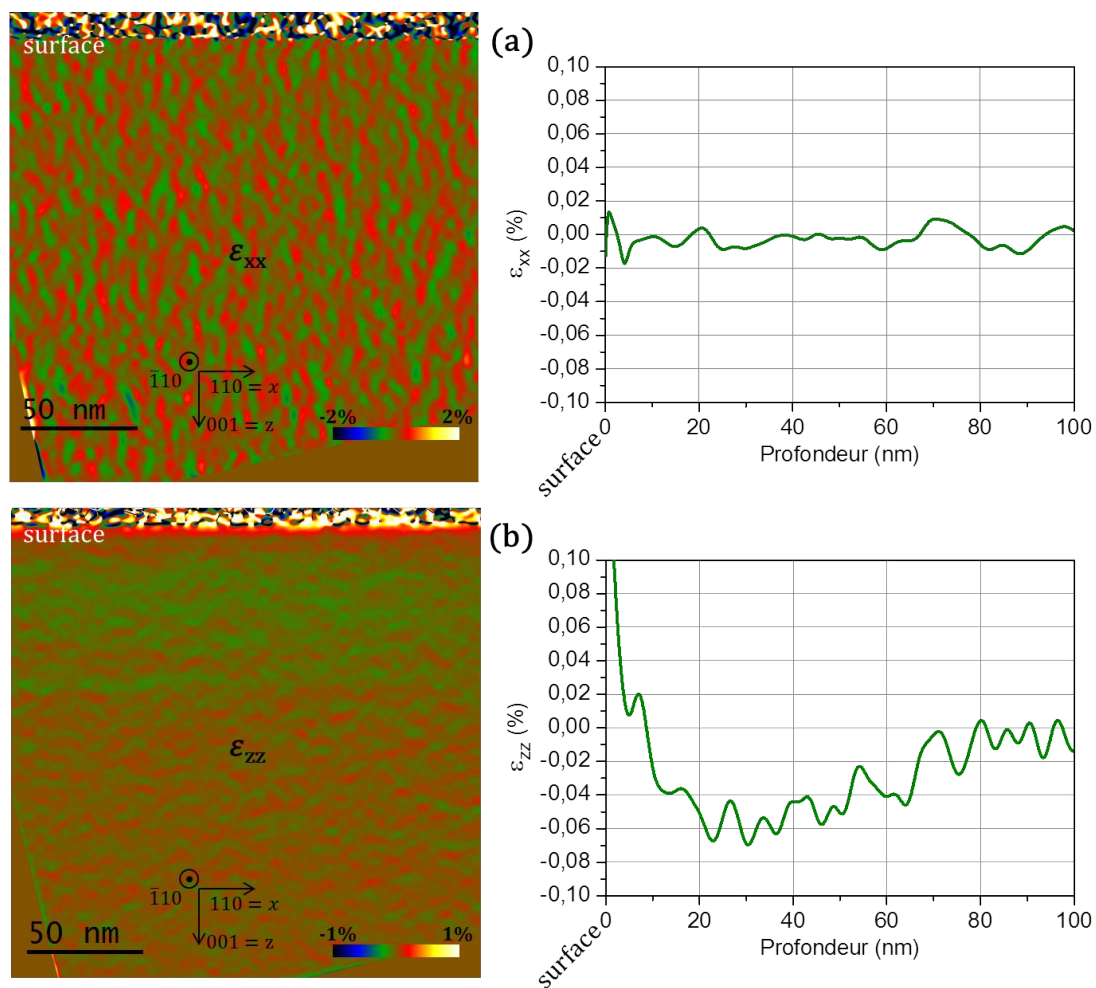 surface
(a)
ε_xx
1̅10
110 = x
001 = z
50 nm
-2%
2%
0,10
0,08
0,06
0,04
0,02
0,00
-0,02
-0,04
-0,06
-0,08
-0,10
ε_xx (%)
0
20
40
60
80
100
surface
Profondeur (nm)
surface
(b)
ε_zz
1̅10
110 = x
001 = z
50 nm
-1%
1%
0,10
0,08
0,06
0,04
0,02
0,00
-0,02
-0,04
-0,06
-0,08
-0,10
ε_ZZ (%)
0
20
40
60
80
100
surface
Profondeur (nm)